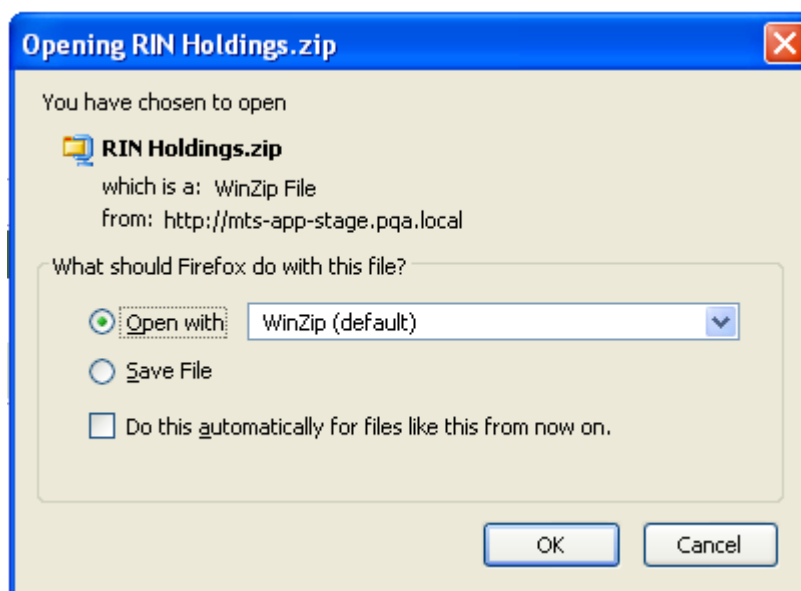 Opening RIN Holdings.zip
You have chosen to open
RIN Holdings.zip
which is a: WinZip File
from: http://mts-app-stage.pqa.local
What should Firefox do with this file?
Open with WinZip (default)
Save File
Do this automatically for files like this from now on.
OK Cancel